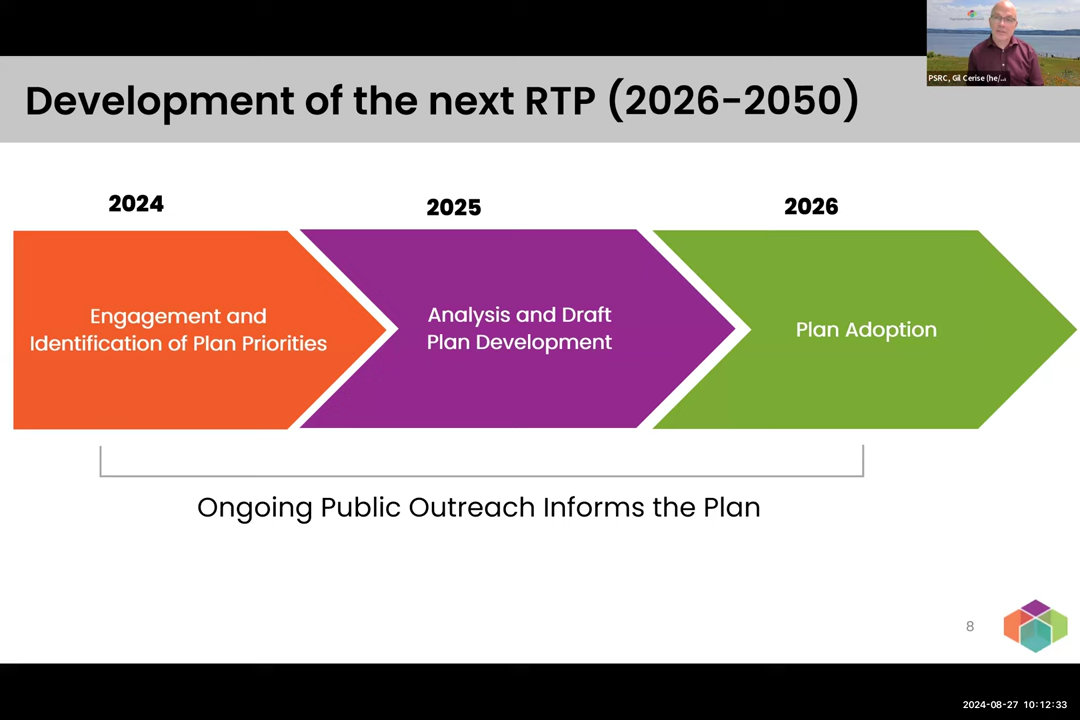 PSRC, Gil Cerise (he/...
Development of the next RTP (2026-2050)
2024
2025
2026
Engagement and
Identification of Plan Priorities
Analysis and Draft
Plan Development
Plan Adoption
Ongoing Public Outreach Informs the Plan
8
2024-08-27 10:12:33